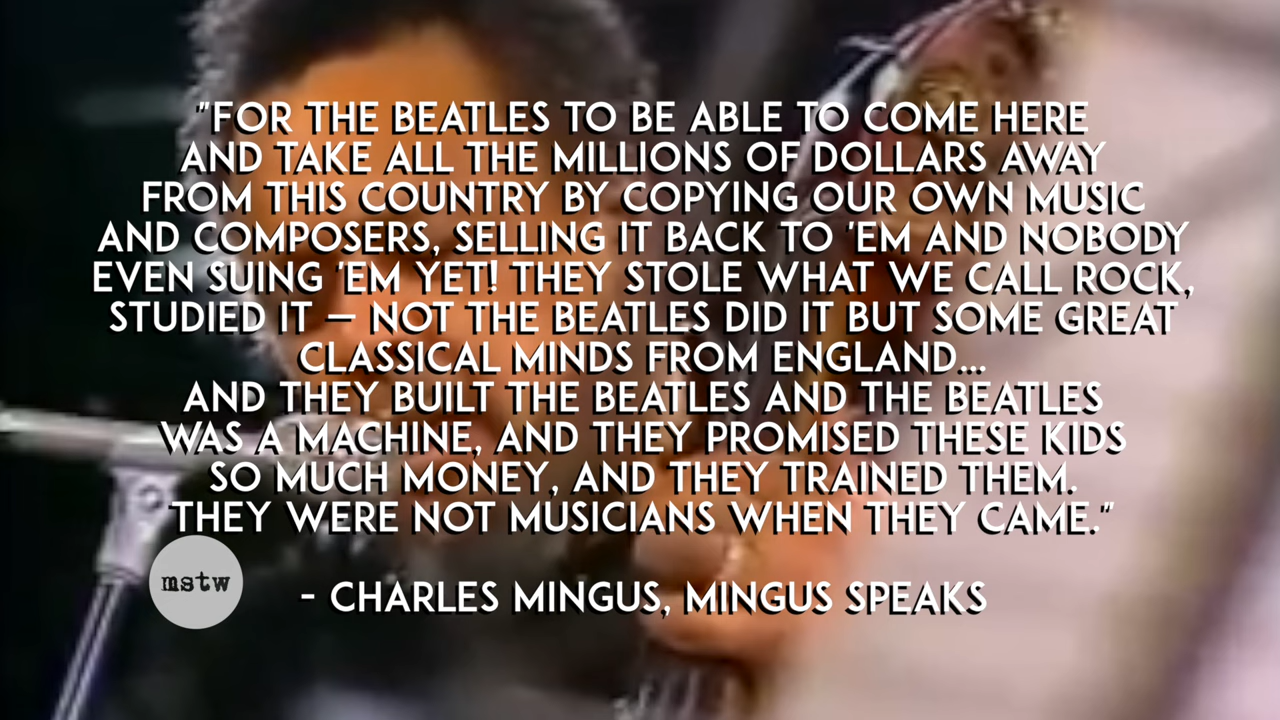 "FOR THE BEATLES TO BE ABLE TO COME HERE
AND TAKE ALL THE MILLIONS OF DOLLARS AWAY
FROM THIS COUNTRY BY COPYING OUR OWN MUSIC
AND COMPOSERS, SELLING IT BACK TO 'EM AND NOBODY
EVEN SUING 'EM YET! THEY STOLE WHAT WE CALL ROCK,
STUDIED IT — NOT THE BEATLES DID IT BUT SOME GREAT
CLASSICAL MINDS FROM ENGLAND...
AND THEY BUILT THE BEATLES AND THE BEATLES
WAS A MACHINE, AND THEY PROMISED THESE KIDS
SO MUCH MONEY, AND THEY TRAINED THEM.
THEY WERE NOT MUSICIANS WHEN THEY CAME."
mstw
- CHARLES MINGUS, MINGUS SPEAKS